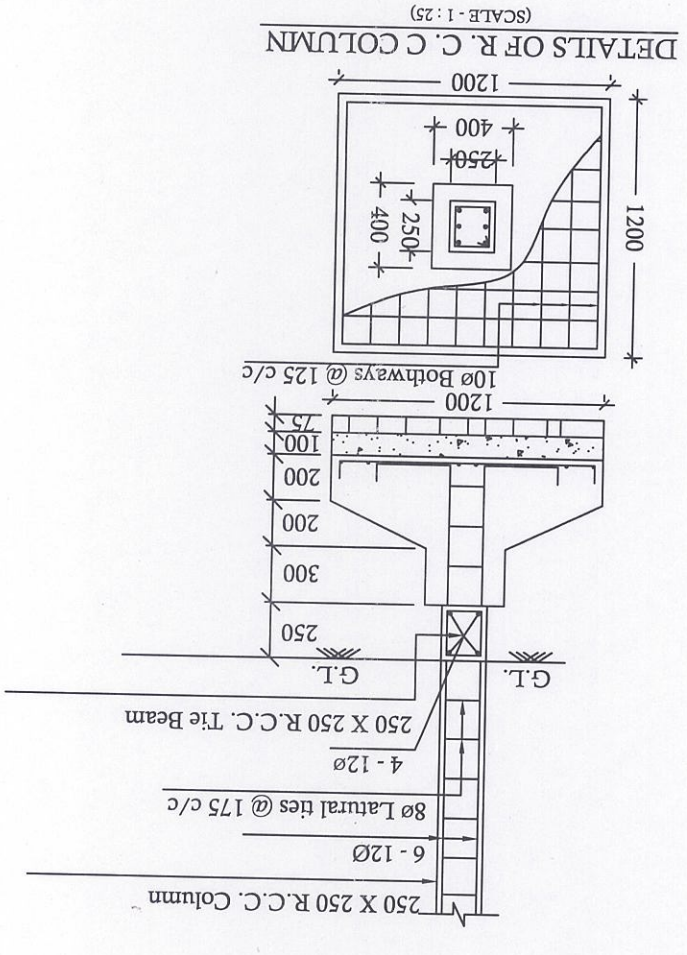 250 X 250 R.C.C. Column
6 - 12Ø
8ø Latural ties @ 175 c/c
4 - 12ø
250 X 250 R.C.C. Tie Beam
G.L.
G.L.
250
300
200
200
100
75
1200
10ø Bothways @ 125 c/c
1200
250
400
250
400
1200
DETAILS OF R. C. C COLUMN
(SCALE - 1 : 25)